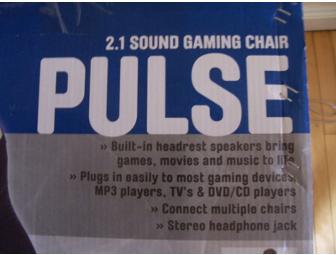 2.1 SOUND GAMING CHAIR
PULSE
» Built-in headrest speakers bring
games, movies and music to life
» Plugs in easily to most gaming devices,
MP3 players, TV's & DVD/CD players
» Connect multiple chairs
» Stereo headphone jack